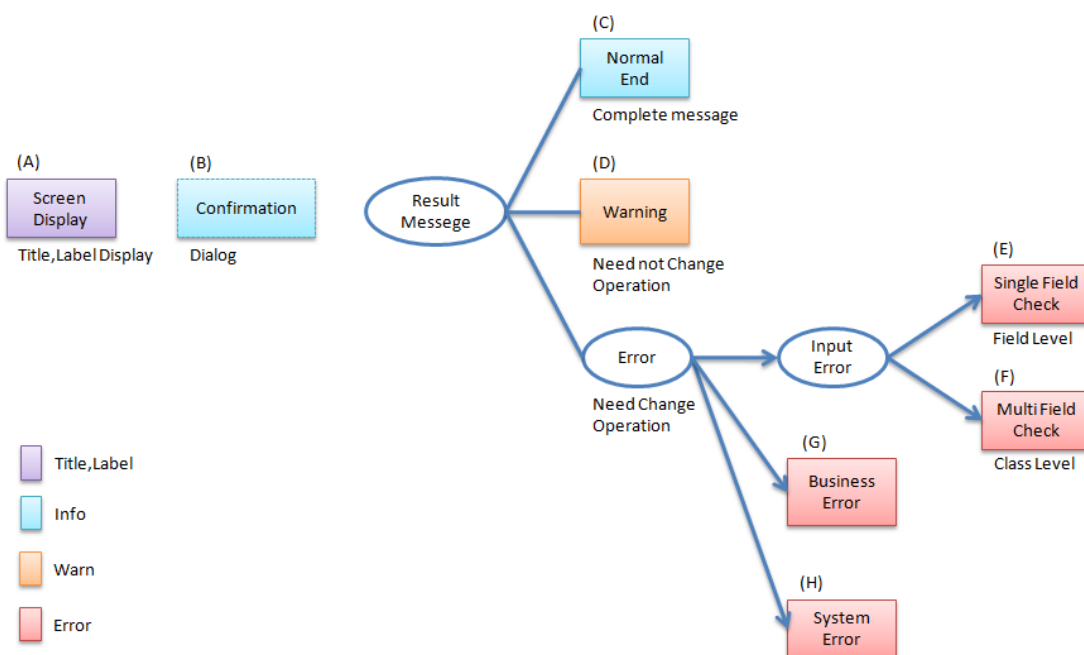 (A)
Screen
Display
Title,Label Display
(B)
Confirmation
Dialog
Result
Messege
(C)
Normal
End
Complete message
(D)
Warning
Need not Change
Operation
Error
Need Change
Operation
Input
Error
(E)
Single Field
Check
Field Level
(F)
Multi Field
Check
Class Level
(G)
Business
Error
(H)
System
Error
Title,Label
Info
Warn
Error